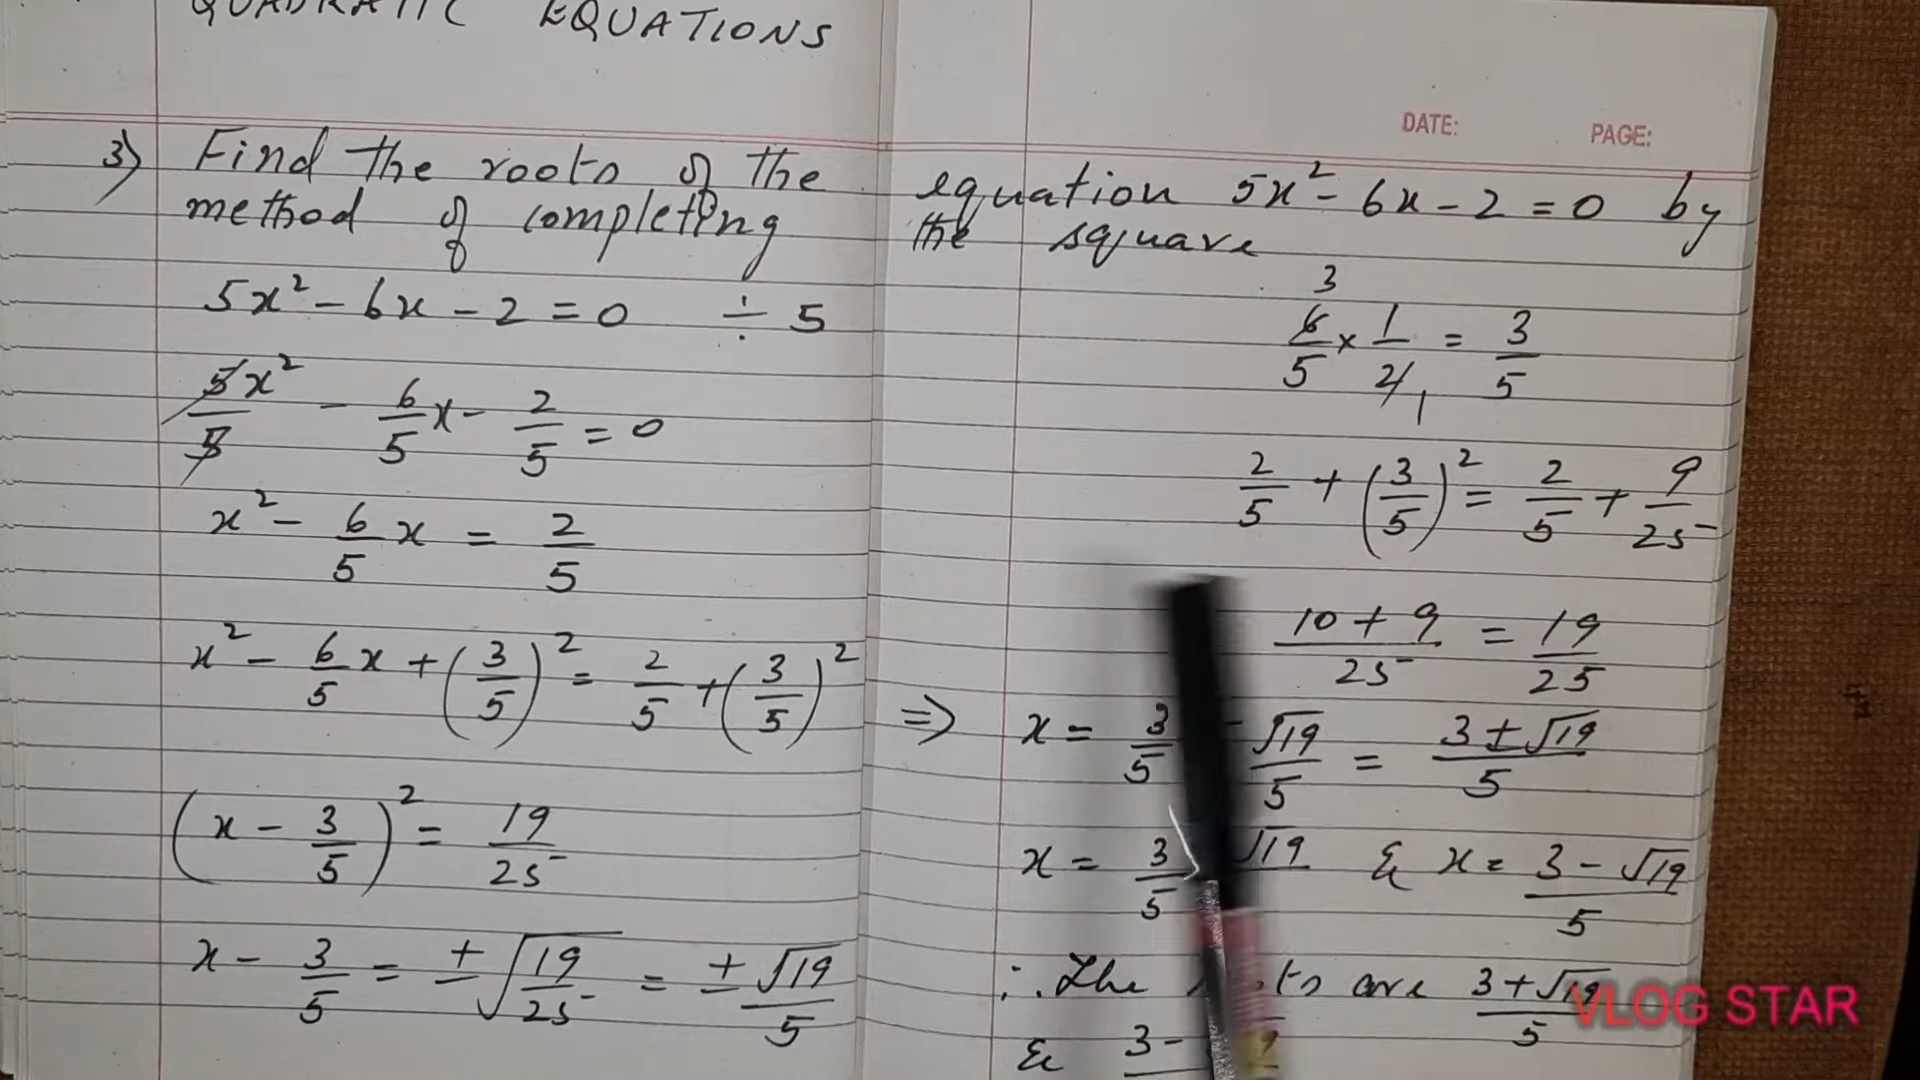 QUADRATIC EQUATIONS
DATE: PAGE:
3) Find the roots of the equation 5x² - 6x - 2 = 0 by
method of completing the square
5x² - 6x - 2 = 0 ÷ 5
5x²/5 - 6/5 x - 2/5 = 0
x² - 6/5 x = 2/5
x² - 6/5 x + (3/5)² = 2/5 + (3/5)²
(x - 3/5)² = 19/25
x - 3/5 = ± √(19/25) = ± √19/5
3
6/5 × 1/2 1 = 3/5
2/5 + (3/5)² = 2/5 + 9/25
10 + 9/25 = 19/25
⇒ x = 3/5 √19/5 = 3 ± √19/5
x = 3/5 √19 & x = 3 - √19/5
∴ The are 3 + √19/5
& 3 -
VLOG STAR